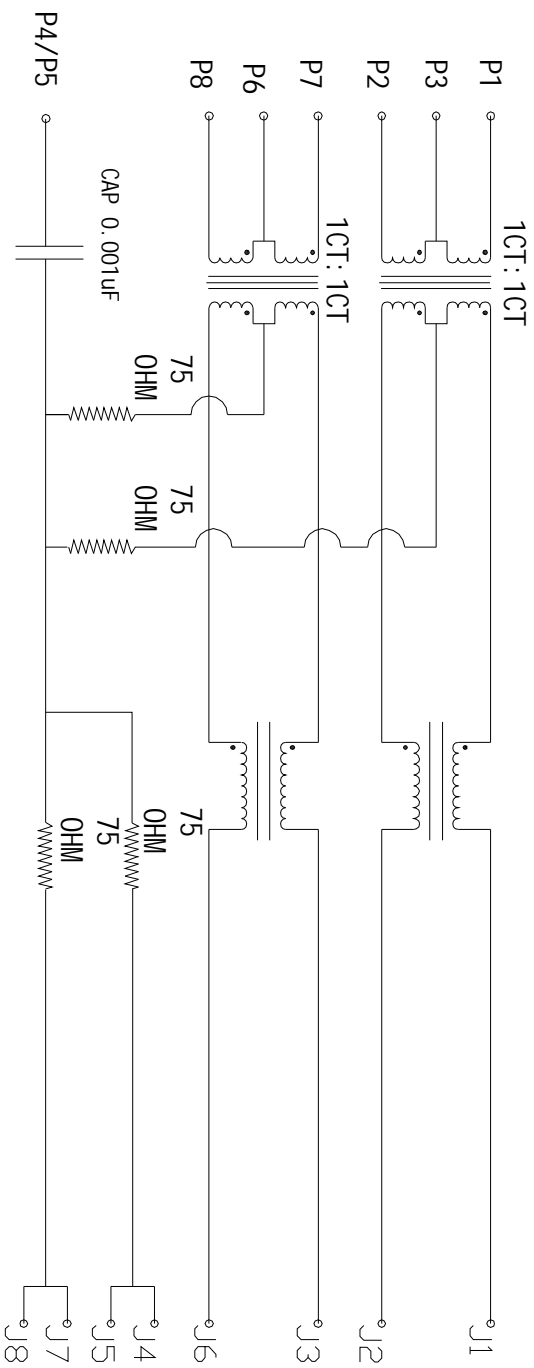 P1
P3
P2
P7
P6
P8
P4/P5
1CT:1CT
1CT:1CT
CAP 0.001uF
75
OHM
75
OHM
75
OHM
75
OHM
J1
J2
J3
J6
J4
J5
J7
J8